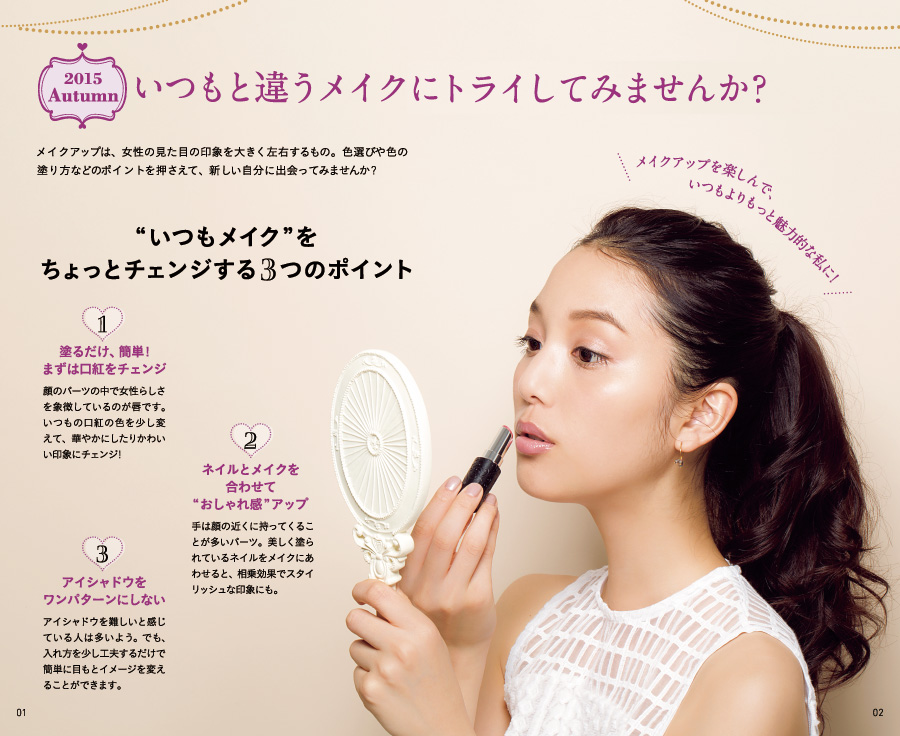 2015
Autumn
いつもと違うメイクにトライしてみませんか?
メイクアップは、女性の見た目の印象を大きく左右するもの。色選びや色の
塗り方などのポイントを押さえて、新しい自分に出会ってみませんか?
メイクアップを楽しんで、
いつもよりもっと魅力的な私に!
“いつもメイク”を
ちょっとチェンジする3つのポイント
1
塗るだけ、簡単!
まずは口紅をチェンジ
顔のパーツの中で女性らしさ
を象徴しているのが唇です。
いつもの口紅の色を少し変
えて、華やかにしたりかわい
い印象にチェンジ!
2
ネイルとメイクを
合わせて
“おしゃれ感”アップ
手は顔の近くに持ってくるこ
とが多いパーツ。美しく塗ら
れているネイルをメイクにあ
わせると、相乗効果でスタイ
リッシュな印象にも。
3
アイシャドウを
ワンパターンにしない
アイシャドウを難しいと感じ
ている人は多いよう。でも、
入れ方を少し工夫するだけで
簡単に目もとイメージを変え
ることができます。
01
02